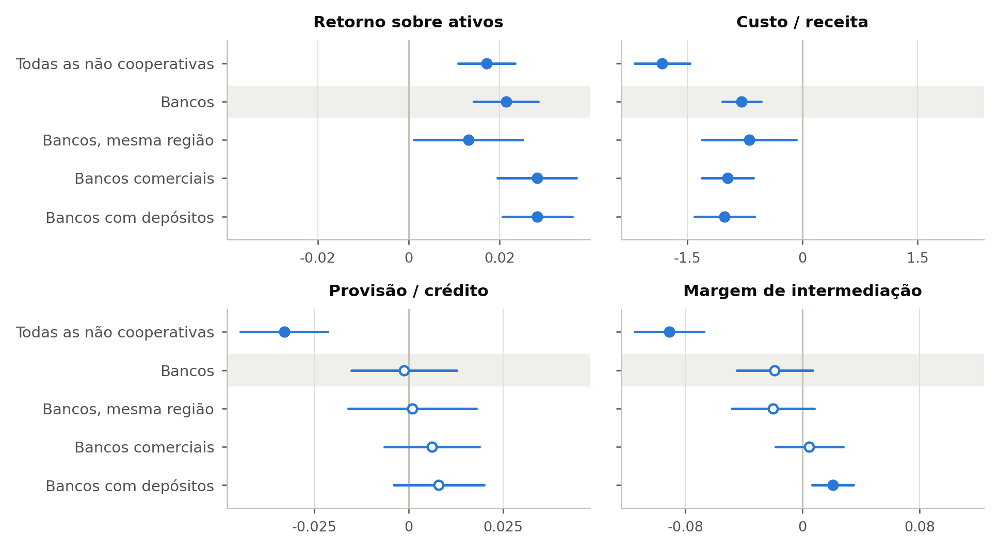 Retorno sobre ativos
Custo / receita
Todas as não cooperativas
Bancos
Bancos, mesma região
Bancos comerciais
Bancos com depósitos
-0.02 0 0.02
-1.5 0 1.5
Provisão / crédito
Margem de intermediação
Todas as não cooperativas
Bancos
Bancos, mesma região
Bancos comerciais
Bancos com depósitos
-0.025 0 0.025
-0.08 0 0.08